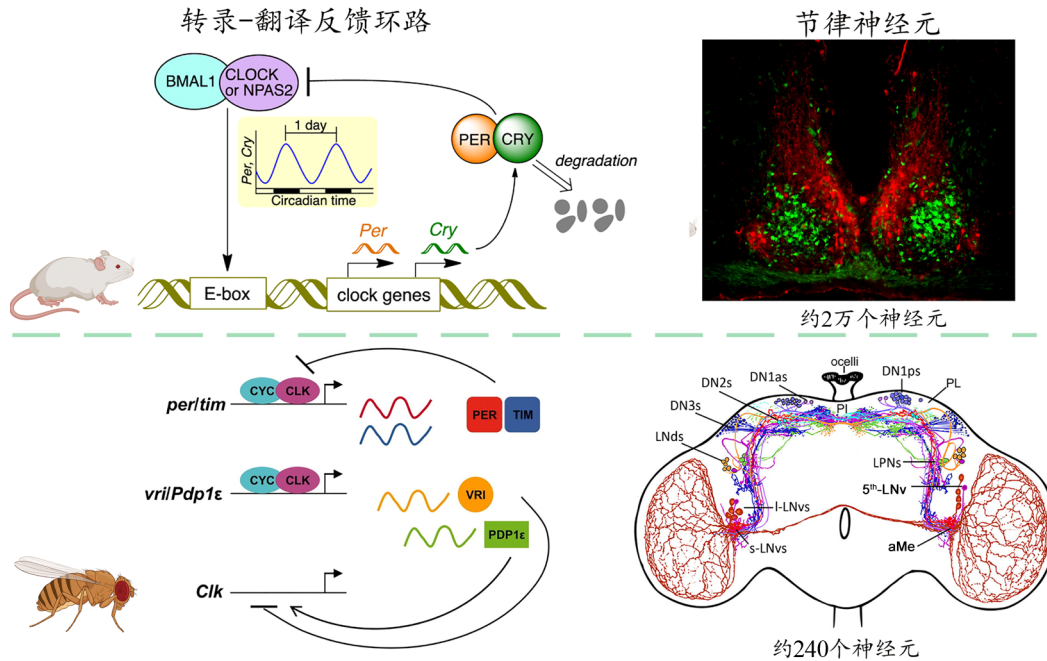 转录-翻译反馈环路
节律神经元
BMAL1
CLOCK
or NPAS2
1 day
Per, Cry
Circadian time
PER
CRY
degradation
Per
Cry
E-box
clock genes
约2万个神经元
per/tim
CYC
CLK
PER
TIM
vri/Pdp1ε
CYC
CLK
VRI
PDP1ε
Clk
ocelli
DN1as
DN1ps
DN2s
PL
PI
DN3s
LNds
LPNs
5th-LNv
l-LNvs
s-LNvs
aMe
约240个神经元